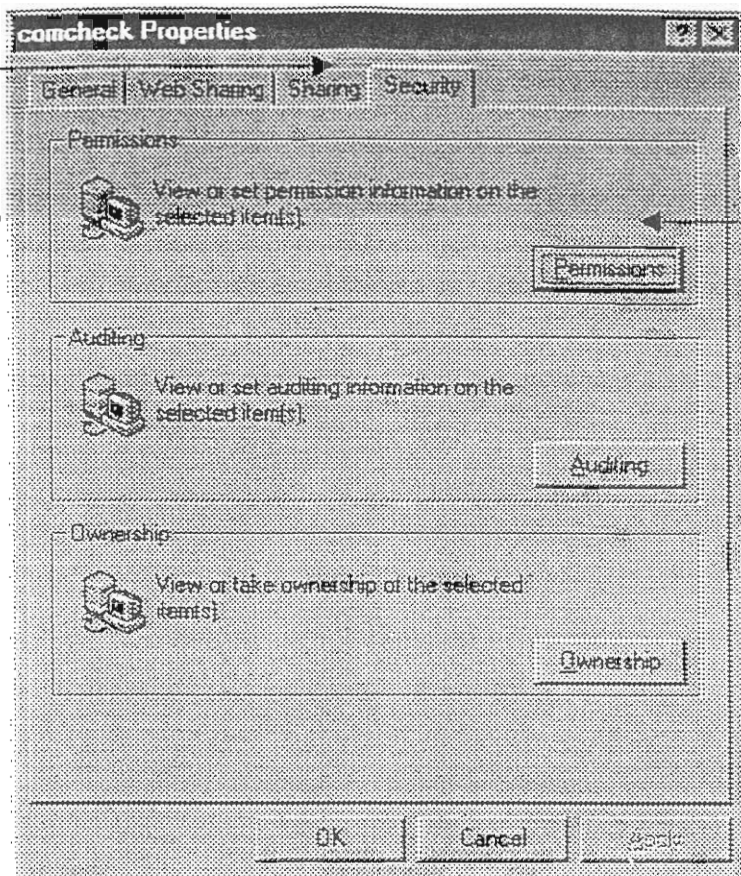 comcheck Properties
General Web Sharing Sharing Security
Permissions
View or set permission information on the
selected item(s).
Permissions
Auditing
View or set auditing information on the
selected item(s).
Auditing
Ownership
View or take ownership of the selected
item(s).
Ownership
OK Cancel Apply